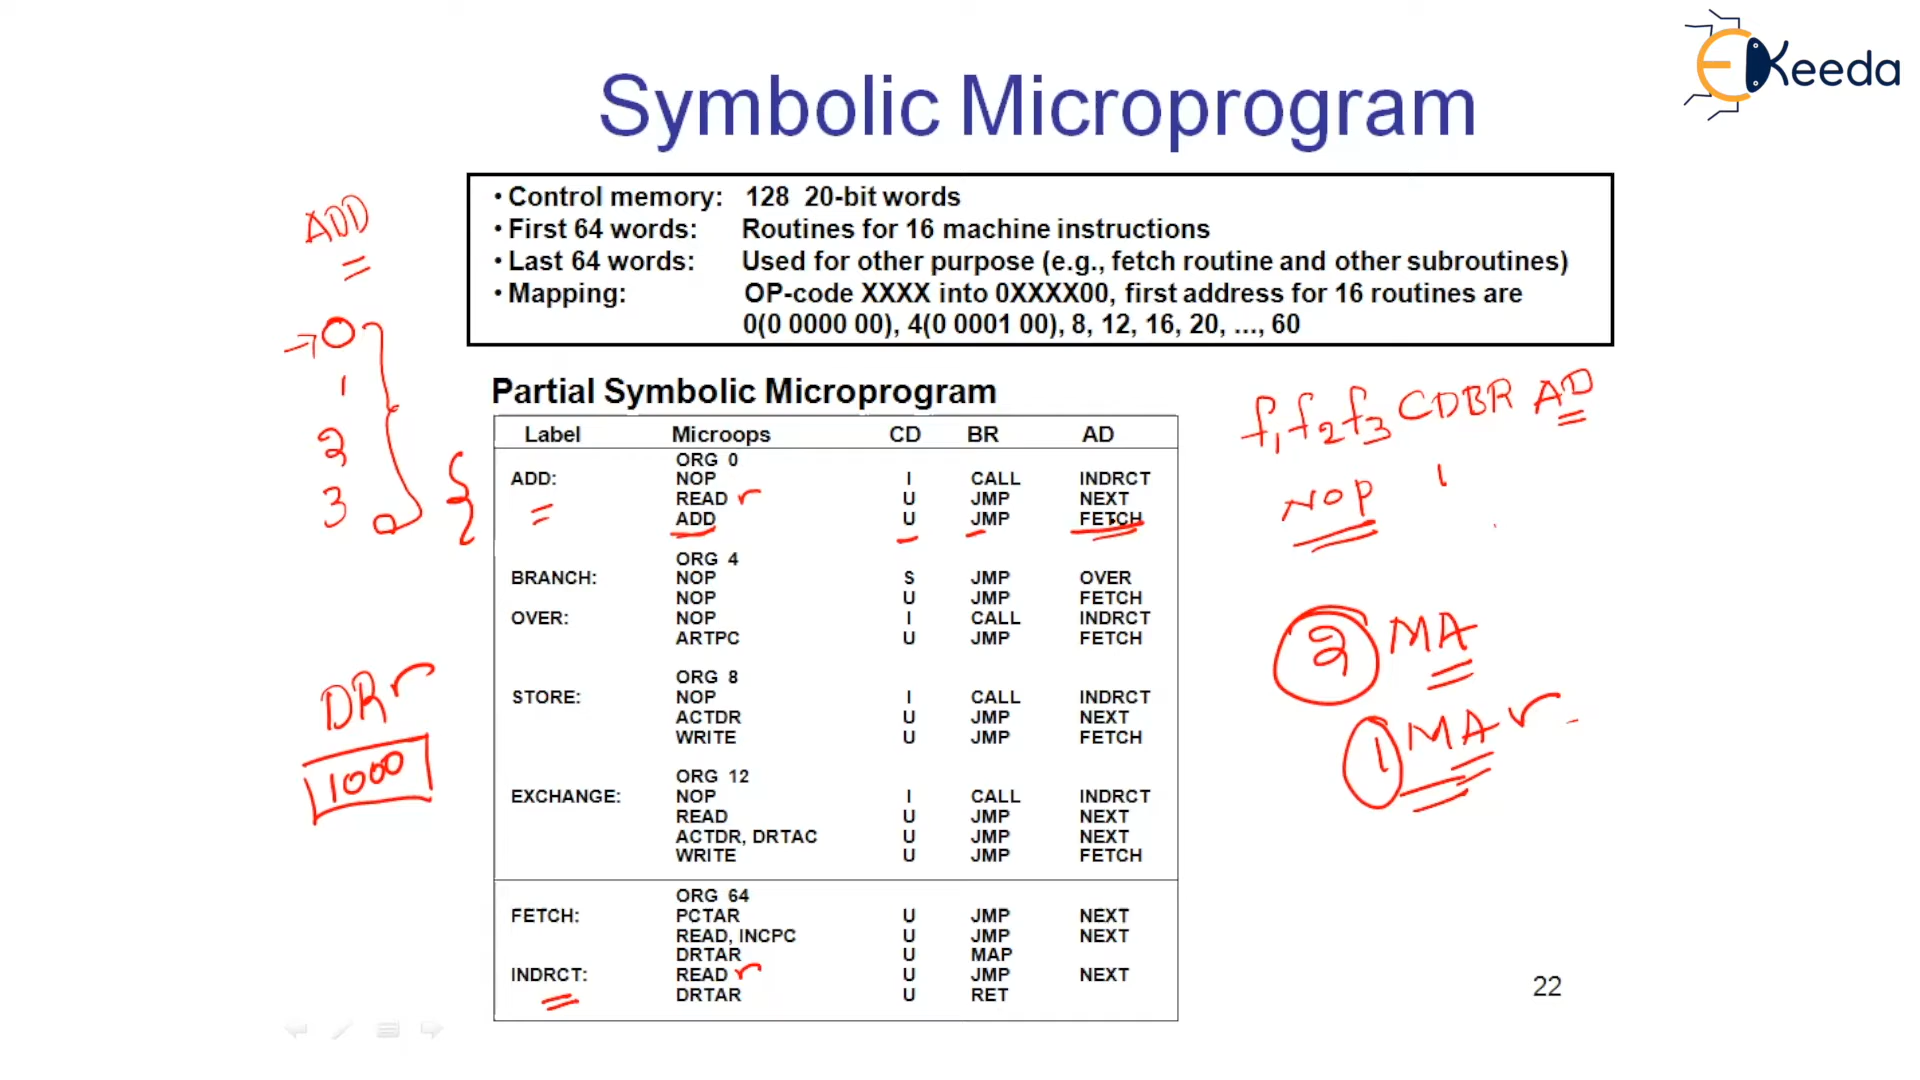 Keeda
Symbolic Microprogram
• Control memory: 128 20-bit words
• First 64 words: Routines for 16 machine instructions
• Last 64 words: Used for other purpose (e.g., fetch routine and other subroutines)
• Mapping: OP-code XXXX into 0XXXX00, first address for 16 routines are
0(0 0000 00), 4(0 0001 00), 8, 12, 16, 20, ..., 60
ADD
0
1
2
3
Partial Symbolic Microprogram
f1 f2 f3 CD BR AD
NOP 1
Label Microops CD BR AD
ORG 0
ADD: NOP I CALL INDRCT
READ U JMP NEXT
ADD U JMP FETCH
ORG 4
BRANCH: NOP S JMP OVER
NOP U JMP FETCH
OVER: NOP I CALL INDRCT
ARTPC U JMP FETCH
ORG 8
STORE: NOP I CALL INDRCT
ACTDR U JMP NEXT
WRITE U JMP FETCH
ORG 12
EXCHANGE: NOP I CALL INDRCT
READ U JMP NEXT
ACTDR, DRTAC U JMP NEXT
WRITE U JMP FETCH
ORG 64
FETCH: PCTAR U JMP NEXT
READ, INCPC U JMP NEXT
DRTAR U MAP
INDRCT: READ U JMP NEXT
DRTAR U RET
2 MA
1 MA
DR
1000
22